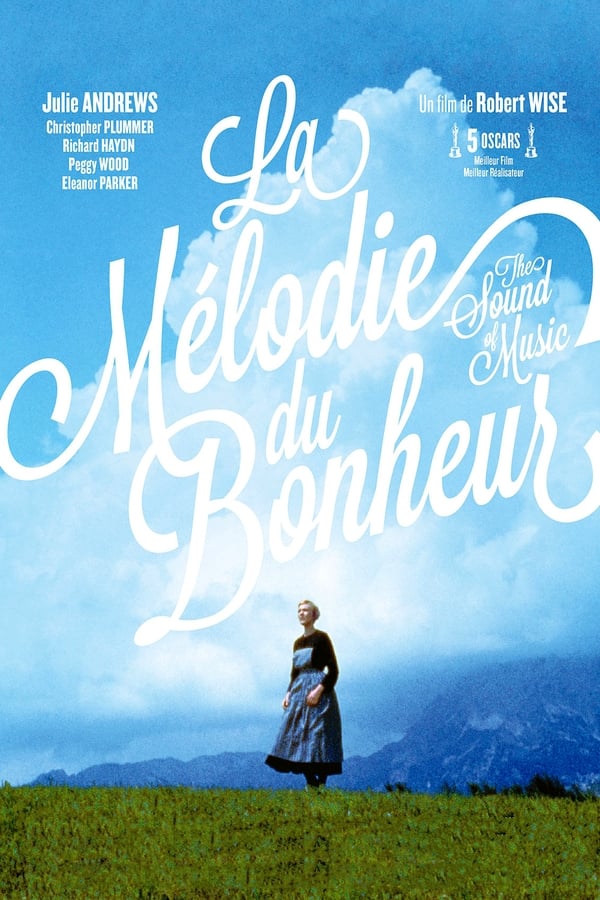 Julie ANDREWS
Christopher PLUMMER
Richard HAYDN
Peggy WOOD
Eleanor PARKER
Un film de Robert WISE
5 OSCARS
Meilleur Film
Meilleur Réalisateur
La
Mélodie
du
Bonheur
The
Sound
of
Music